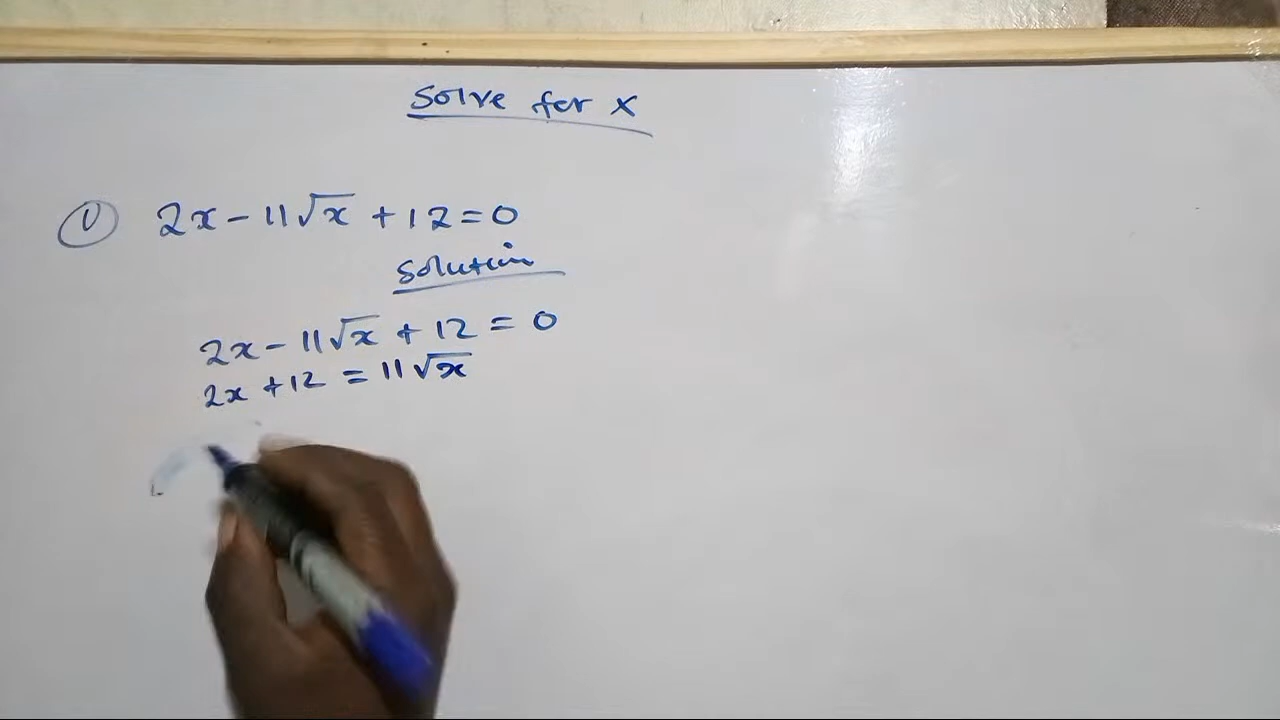 Solve for x
1) 2x - 11√x + 12 = 0
Solution
2x - 11√x + 12 = 0
2x + 12 = 11√x